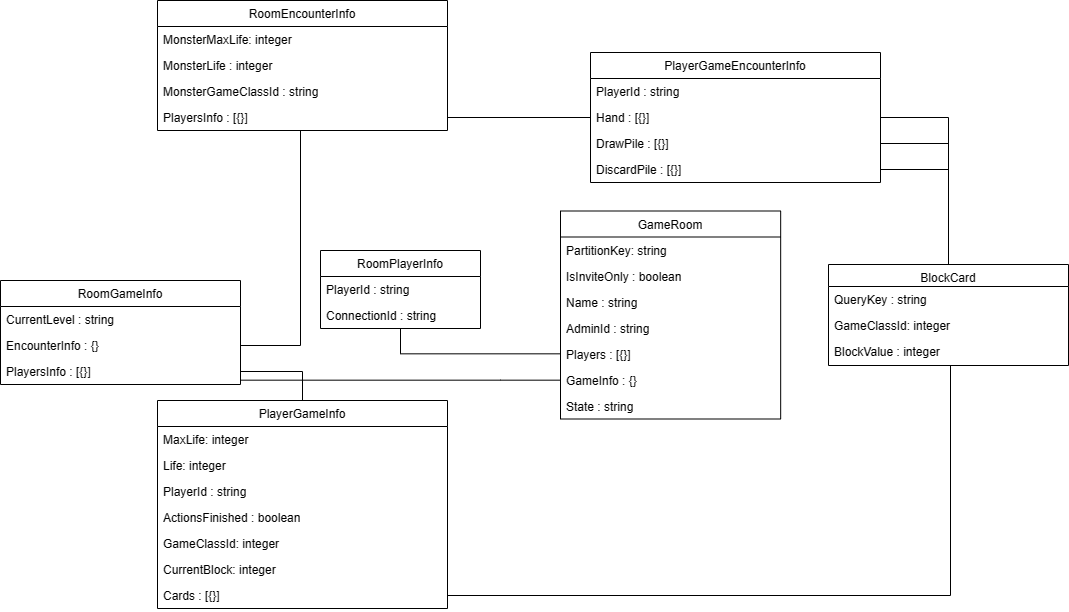 RoomEncounterInfo
MonsterMaxLife: integer
MonsterLife : integer
MonsterGameClassId : string
PlayersInfo : [{}]
PlayerGameEncounterInfo
PlayerId : string
Hand : [{}]
DrawPile : [{}]
DiscardPile : [{}]
GameRoom
PartitionKey: string
IsInviteOnly : boolean
Name : string
AdminId : string
Players : [{}]
GameInfo : {}
State : string
RoomPlayerInfo
PlayerId : string
ConnectionId : string
BlockCard
QueryKey : string
GameClassId: integer
BlockValue : integer
RoomGameInfo
CurrentLevel : string
EncounterInfo : {}
PlayersInfo : [{}]
PlayerGameInfo
MaxLife: integer
Life: integer
PlayerId : string
ActionsFinished : boolean
GameClassId: integer
CurrentBlock: integer
Cards : [{}]